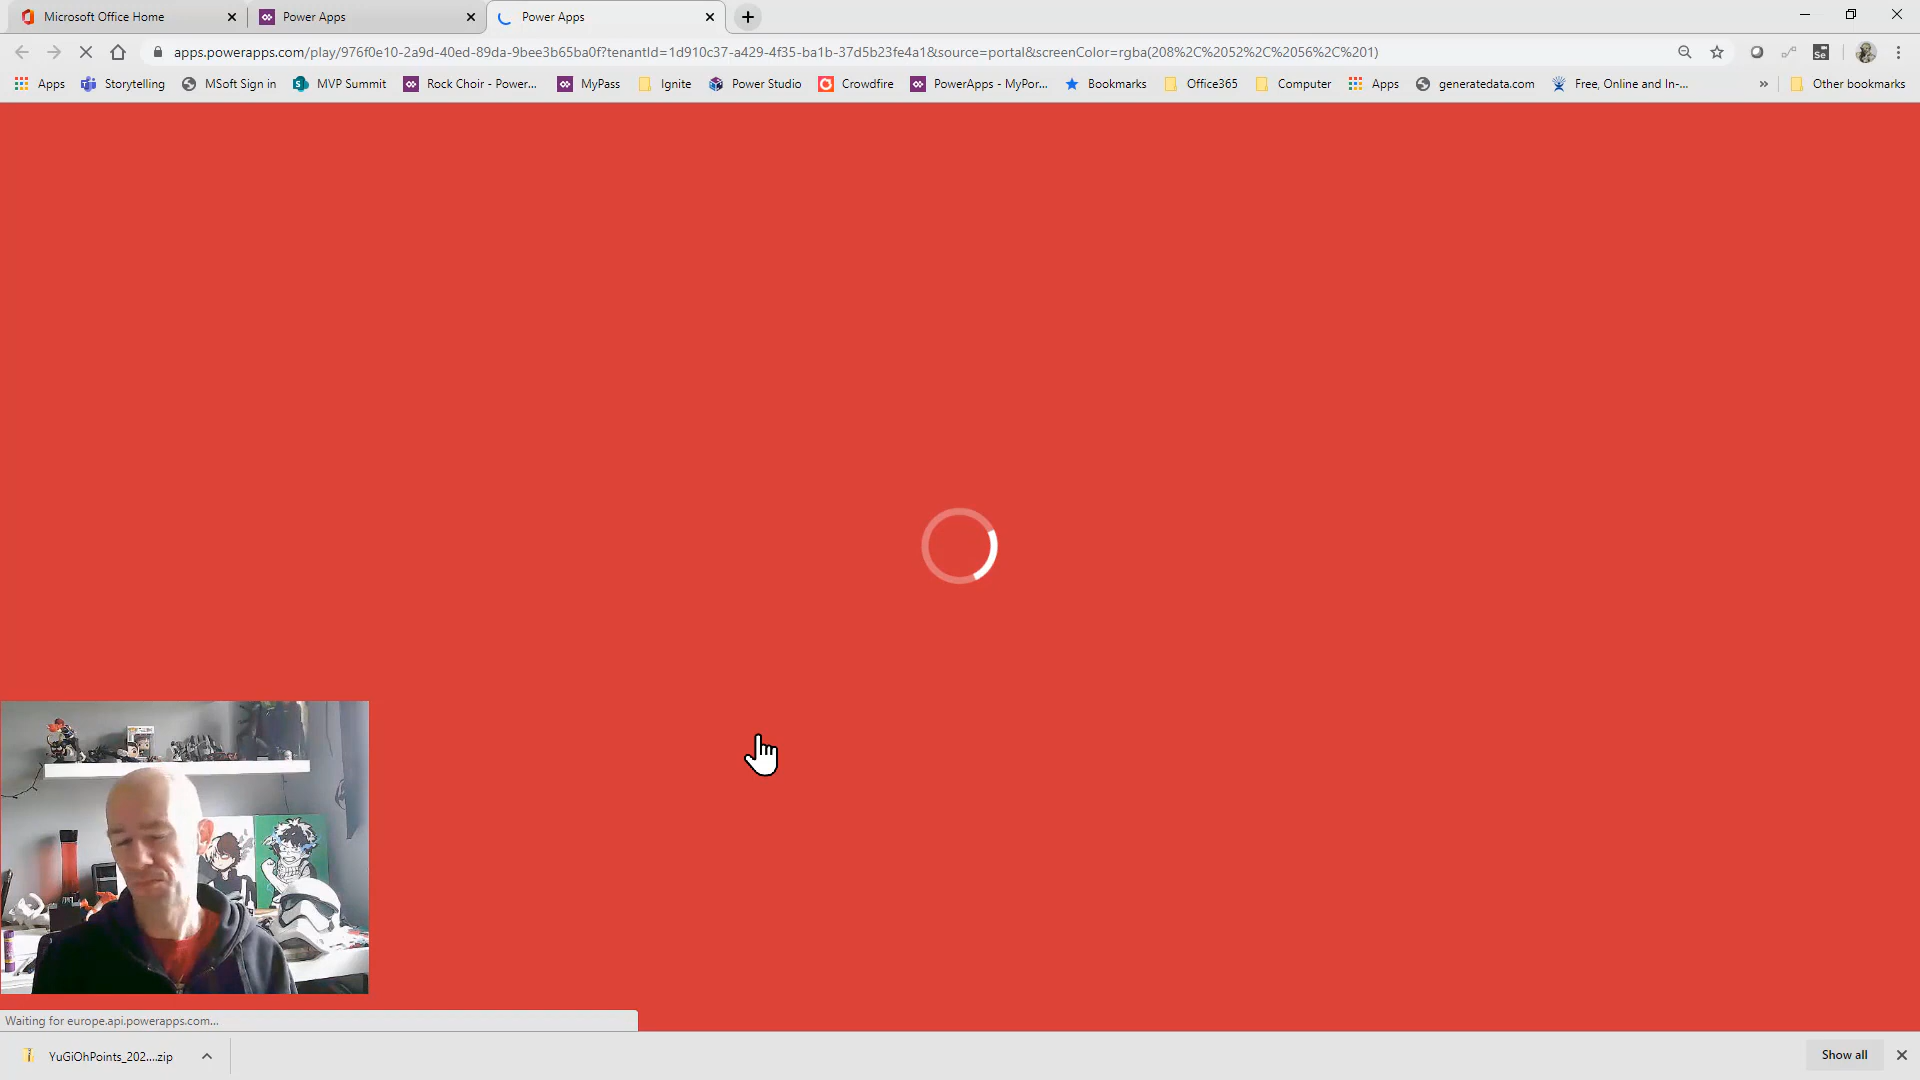 Microsoft Office Home
Power Apps
Power Apps
apps.powerapps.com/play/976f0e10-2a9d-40ed-89da-9bee3b65ba0f?tenantId=1d910c37-a429-4f35-ba1b-37d5b23fe4a1&source=portal&screenColor=rgba(208%2C%2052%2C%2056%2C%201)
Apps Storytelling MSoft Sign in MVP Summit Rock Choir - Power... MyPass Ignite Power Studio Crowdfire PowerApps - MyPor... Bookmarks Office365 Computer Apps generatedata.com Free, Online and In-... » Other bookmarks
Waiting for europe.api.powerapps.com...
YuGiOhPoints_202....zip
Show all